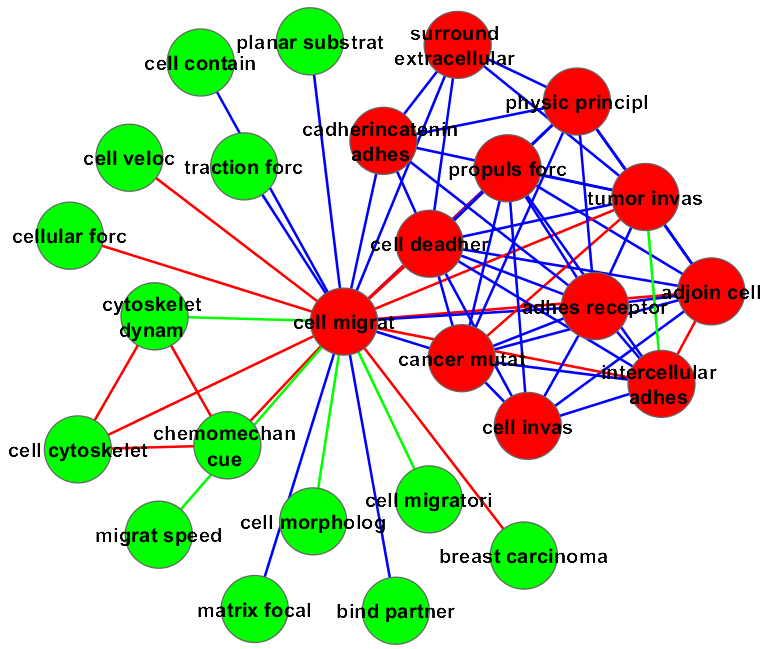 planar substrat
surround
extracellular
cell contain
physic principl
cadherincatenin
adhes
cell veloc
traction forc
propuls forc
tumor invas
cellular forc
cell deadher
cytoskelet
dynam
cell migrat
adhes receptor
adjoin cell
cancer mutat
intercellular
adhes
cell cytoskelet
chemomechan
cue
cell invas
cell migratori
cell morpholog
migrat speed
breast carcinoma
matrix focal
bind partner